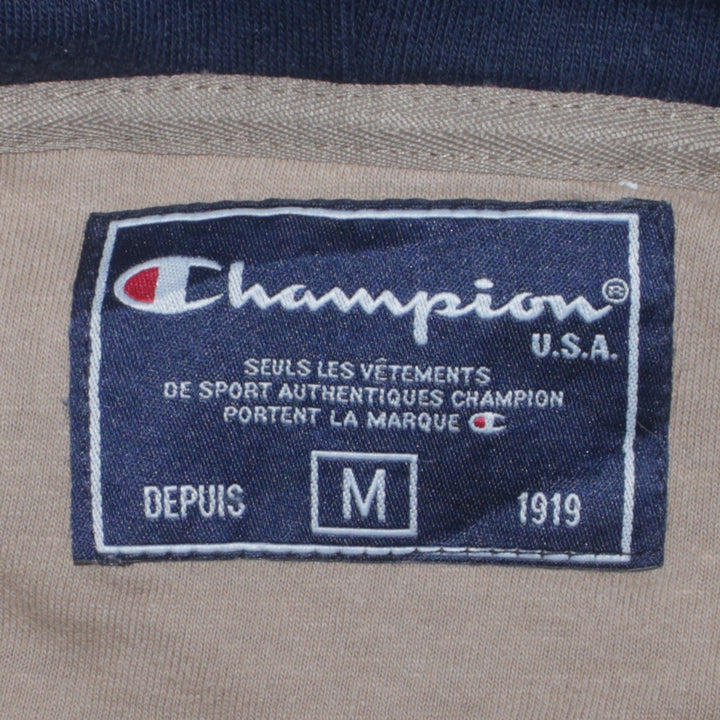 Champion®
U.S.A.
SEULS LES VÊTEMENTS
DE SPORT AUTHENTIQUES CHAMPION
PORTENT LA MARQUE
DEPUIS M 1919